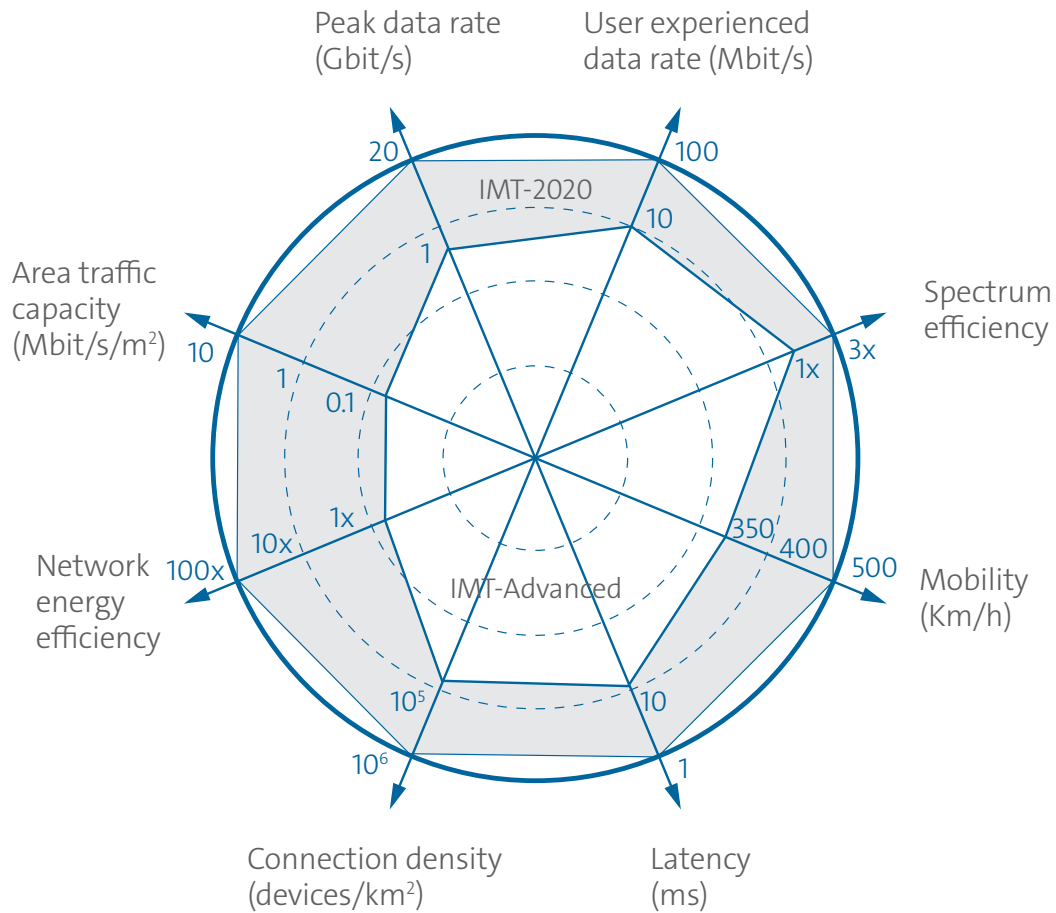 Peak data rate
(Gbit/s)
User experienced
data rate (Mbit/s)
20
100
IMT-2020
10
1
Area traffic
capacity
(Mbit/s/m²)
10
1
0.1
Spectrum
efficiency
3x
1x
350
400
500
Mobility
(Km/h)
1x
10x
100x
Network
energy
efficiency
IMT-Advanced
10⁵
10
10⁶
1
Connection density
(devices/km²)
Latency
(ms)